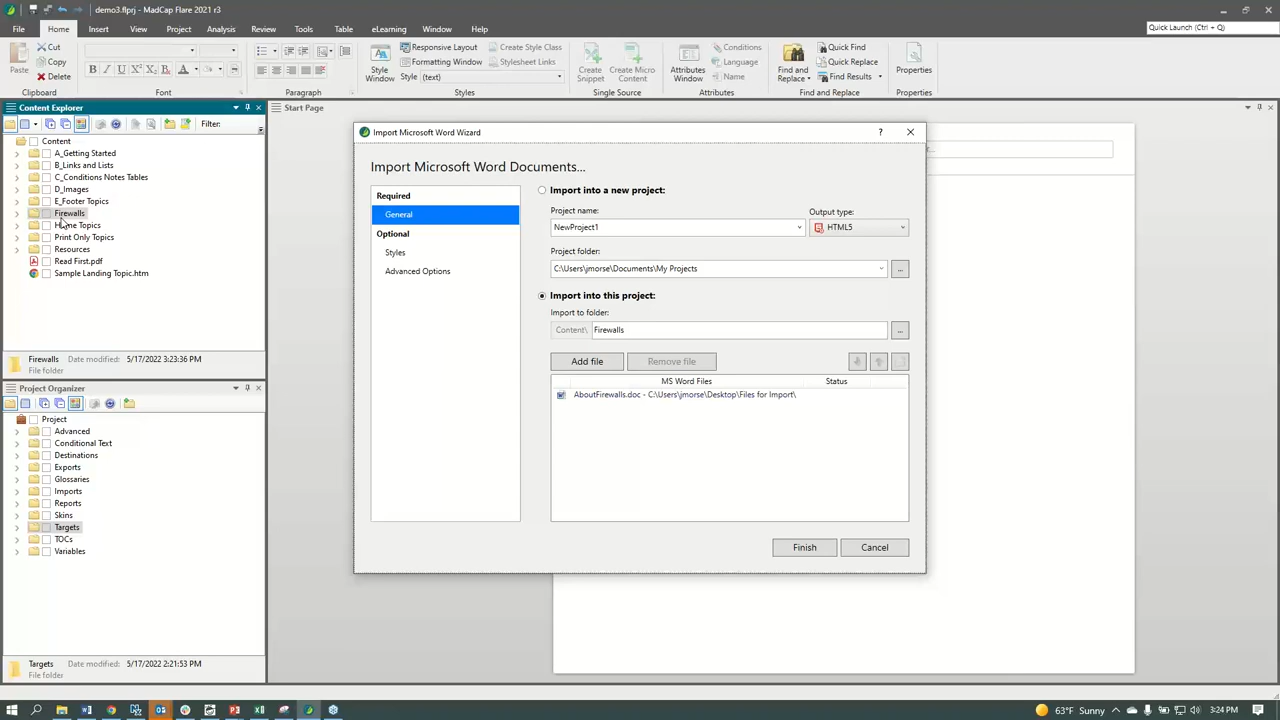 demo3.flprj - MadCap Flare 2021 r3
File Home Insert View Project Analysis Review Tools Table eLearning Window Help
Quick Launch (Ctrl + Q)
Paste
Cut
Copy
Delete
Clipboard
B I U X X
Font
Paragraph
Style Window
Responsive Layout
Formatting Window
Style (text)
Create Style Class
Stylesheet Links
Styles
Create Snippet
Create Micro Content
Single Source
Attributes Window
Conditions
Language
Name
Attributes
Find and Replace
Quick Find
Quick Replace
Find Results
Find and Replace
Properties
Properties
Content Explorer
Filter:
Content
A_Getting Started
B_Links and Lists
C_Conditions Notes Tables
D_Images
E_Footer Topics
Firewalls
Topics
Print Only Topics
Resources
Read First.pdf
Sample Landing Topic.htm
Firewalls Date modified: 5/17/2022 3:23:36 PM
File folder
Project Organizer
Project
Advanced
Conditional Text
Destinations
Exports
Glossaries
Imports
Reports
Skins
Targets
TOCs
Variables
Targets Date modified: 5/17/2022 2:21:53 PM
File folder
Start Page
Import Microsoft Word Wizard
?
Import Microsoft Word Documents...
Required
General
Optional
Styles
Advanced Options
Import into a new project:
Project name: Output type:
NewProject1 HTML5
Project folder:
C:\Users\jmorse\Documents\My Projects ...
Import into this project:
Import to folder:
Content\ Firewalls ...
Add file Remove file
MS Word Files Status
AboutFirewalls.doc - C:\Users\jmorse\Desktop\Files for Import\
Finish Cancel
63°F Sunny 3:24 PM